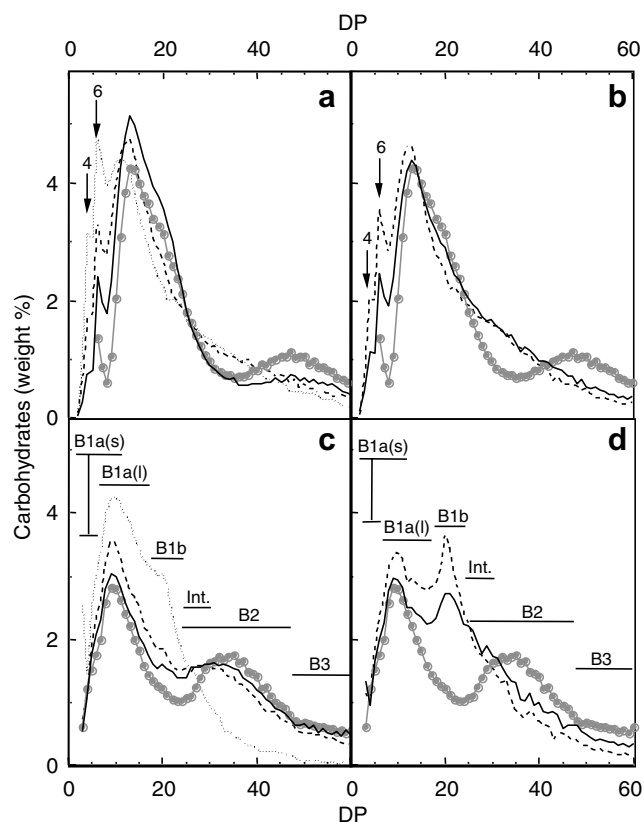 DP
0 20 40 60 0 20 40 60
a b
6
4
6
4
4
2
0
Carbohydrates (weight %)
c d
B1a(s)
B1a(l)
B1b
Int.
B2
B3
B1a(s)
B1a(l)
B1b
Int.
B2
B3
4
2
0
0 20 40 0 20 40 60
DP